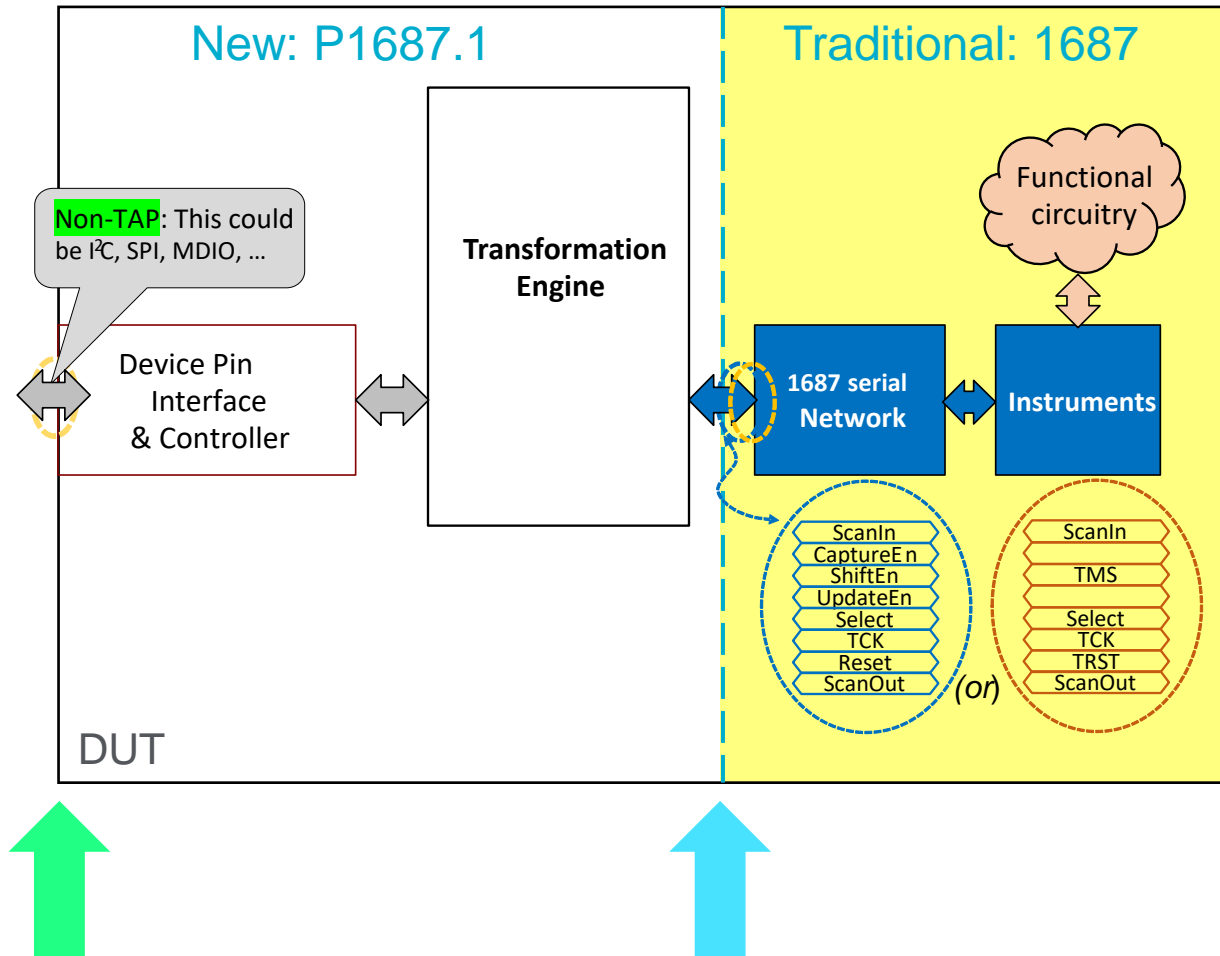 New: P1687.1
Traditional: 1687
Non-TAP: This could
be I²C, SPI, MDIO, ...
Transformation
Engine
Functional
circuitry
Device Pin
Interface
& Controller
1687 serial
Network
Instruments
ScanIn
CaptureEn
ShiftEn
UpdateEn
Select
TCK
Reset
ScanOut
(or)
ScanIn
TMS
Select
TCK
TRST
ScanOut
DUT